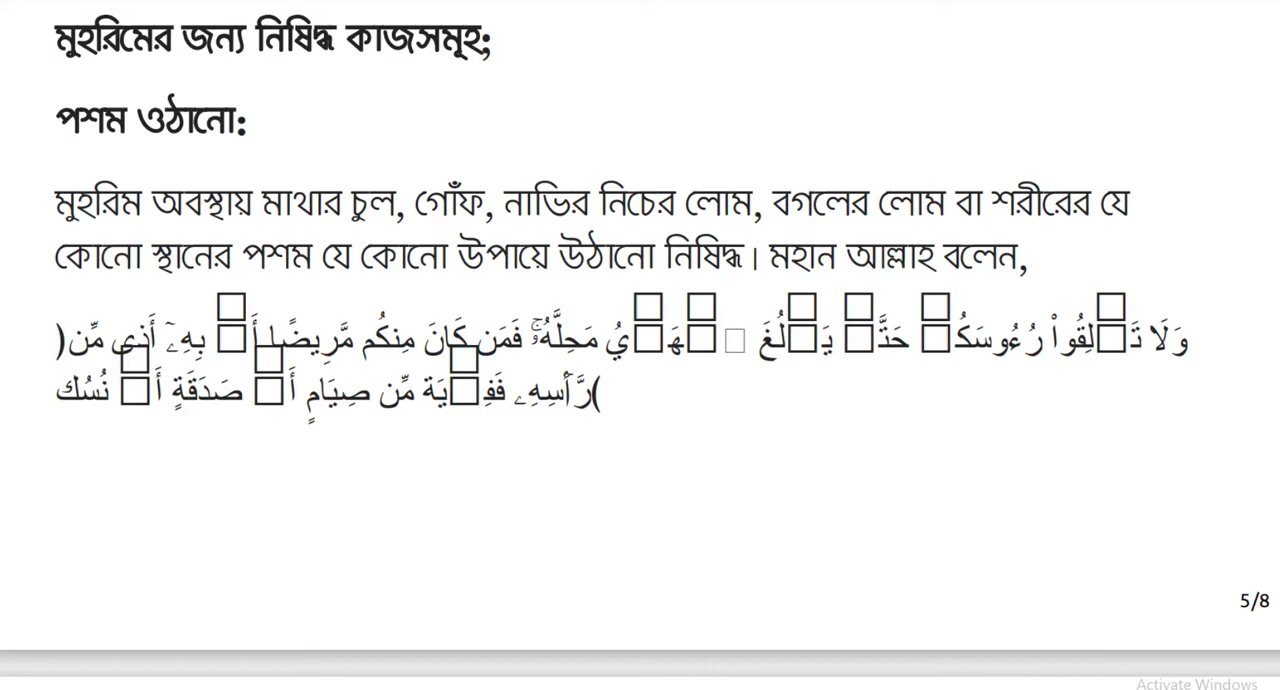 মুহরিমের জন্য নিষিদ্ধ কাজসমূহ;
পশম ওঠানো:
মুহরিম অবস্থায় মাথার চুল, গোঁফ, নাভির নিচের লোম, বগলের লোম বা শরীরের যে
কোনো স্থানের পশম যে কোনো উপায়ে উঠানো নিষিদ্ধ। মহান আল্লাহ বলেন,
وَلَا تَ□لِقُواْ رُءُوسَكُ□ حَتَّ□ يَ□لُغَ □□هَ□يُ مَحِلَّهُۥۚ فَمَن كَانَ مِنكُم مَّرِيضًا أَ□ بِهِۦٓ أَذٗى مِّن (
رَّأۡسِهِۦ فَفِ□يَة مِّن صِيَامٍ أَ□ صَدَقَةٍ أَ□ نُسُك)
5/8
Activate Windows